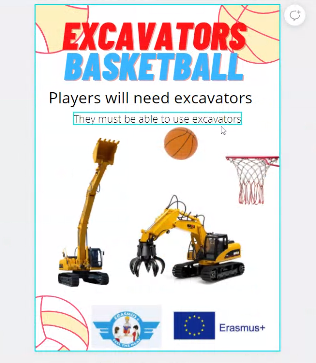 EXCAVATORS
BASKETBALL
Players will need excavators
They must be able to use excavators
Erasmus+